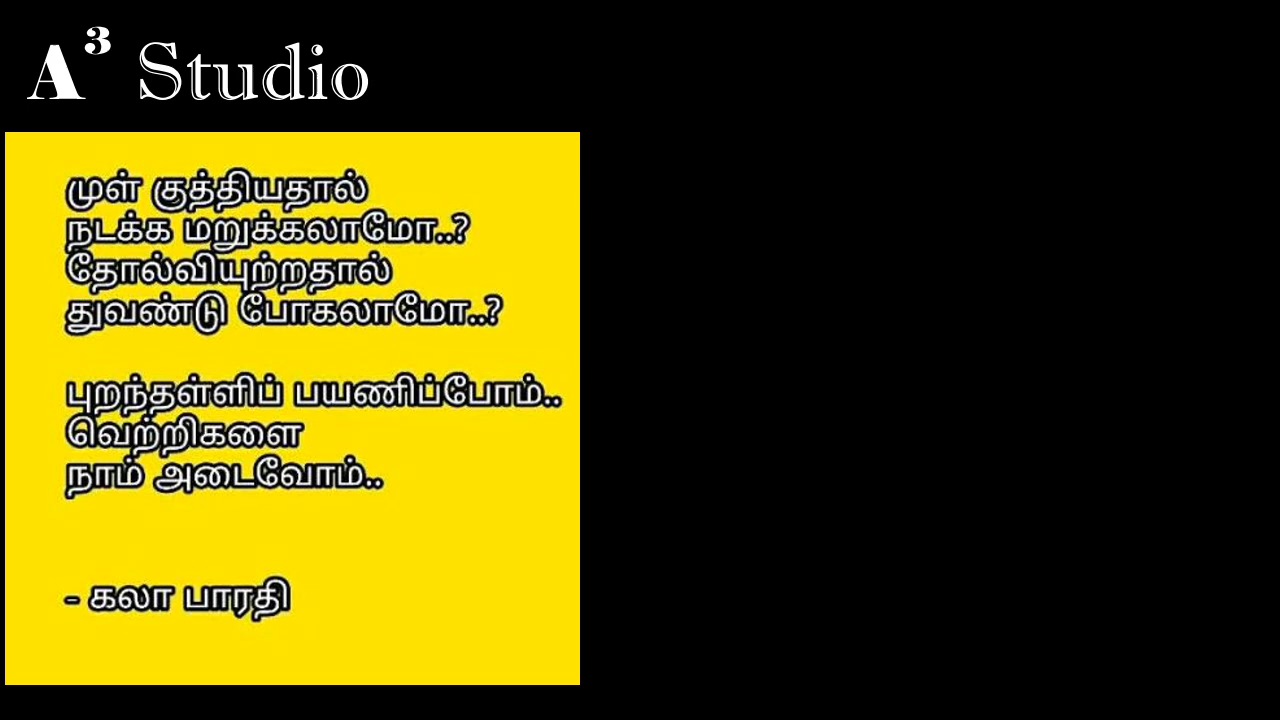 A³ Studio
முள் குத்தியதால்
நடக்க மறுக்கலாமோ..?
தோல்வியுற்றதால்
துவண்டு போகலாமோ..?
புறந்தள்ளிப் பயணிப்போம்..
வெற்றிகளை
நாம் அடைவோம்..
- கலா பாரதி